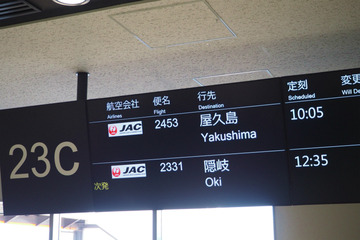 23C
航空会社 便名 行先 定刻 変更
Airlines Flight Destination Scheduled Will De
JAC 2453 屋久島 10:05
Yakushima
JAC 2331 隠岐 12:35
次発 Oki